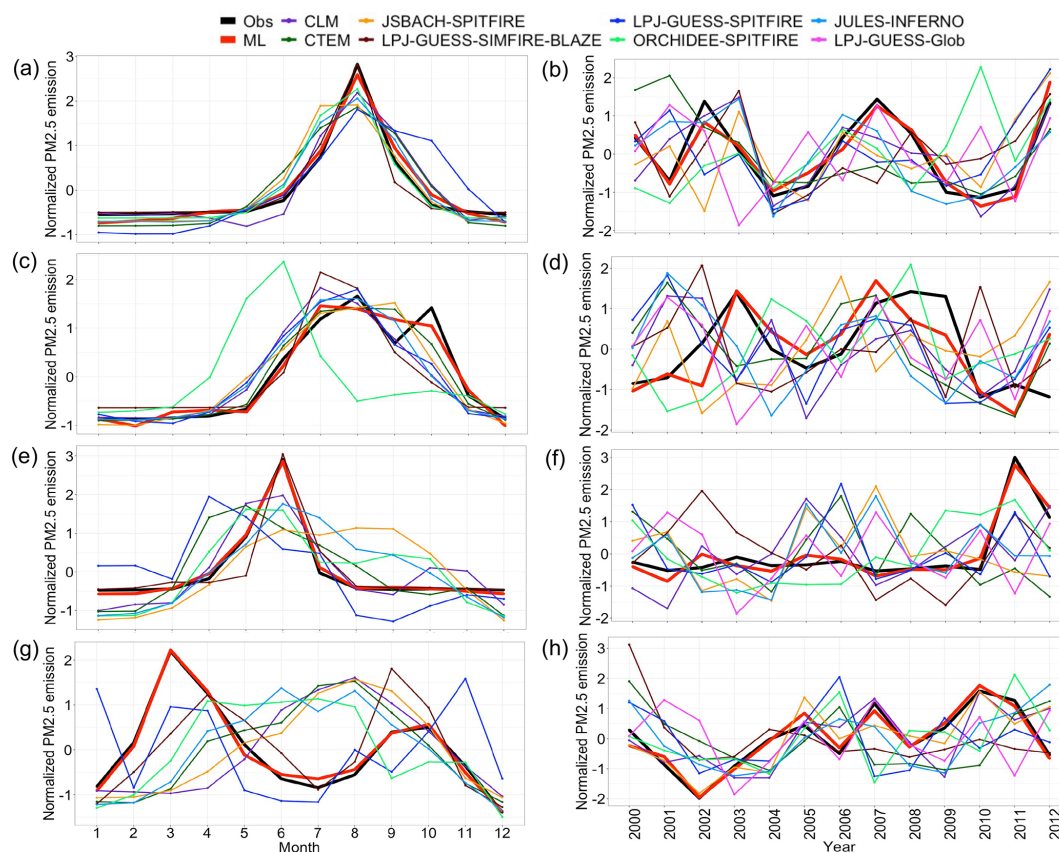 Obs CLM JSBACH-SPITFIRE LPJ-GUESS-SPITFIRE JULES-INFERNO
ML CTEM LPJ-GUESS-SIMFIRE-BLAZE ORCHIDEE-SPITFIRE LPJ-GUESS-Glob
(a) (b)
Normalized PM2.5 emission
3
2
1
0
-1
Normalized PM2.5 emission
2
1
0
-1
-2
(c) (d)
Normalized PM2.5 emission
2
1
0
-1
Normalized PM2.5 emission
2
1
0
-1
-2
(e) (f)
Normalized PM2.5 emission
3
2
1
0
-1
Normalized PM2.5 emission
3
2
1
0
-1
-2
(g) (h)
Normalized PM2.5 emission
2
1
0
-1
Normalized PM2.5 emission
3
2
1
0
-1
-2
1 2 3 4 5 6 7 8 9 10 11 12
Month
2000 2001 2002 2003 2004 2005 2006 2007 2008 2009 2010 2011 2012
Year